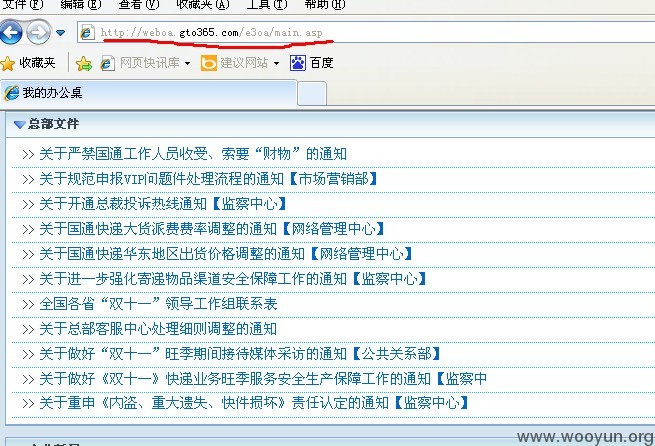 文件(F) 编辑(E) 查看(V) 收藏夹(A) 工具(T) 帮助(H)
http://weboa.gto365.com/e3oa/main.asp
收藏夹 网页快讯库 建议网站 百度
我的办公桌
总部文件
>> 关于严禁国通工作人员收受、索要“财物”的通知
>> 关于规范申报VIP问题件处理流程的通知【市场营销部】
>> 关于开通总裁投诉热线通知【监察中心】
>> 关于国通快递大货派费费率调整的通知【网络管理中心】
>> 关于国通快递华东地区出货价格调整的通知【网络管理中心】
>> 关于进一步强化寄递物品渠道安全保障工作的通知【监察中心】
>> 全国各省“双十一”领导工作组联系表
>> 关于总部客服中心处理细则调整的通知
>> 关于做好“双十一”旺季期间接待媒体采访的通知【公共关系部】
>> 关于做好《双十一》快递业务旺季服务安全生产保障工作的通知【监察中
>> 关于重申《内盗、重大遗失、快件损坏》责任认定的通知【监察中心】
www.wooyun.org